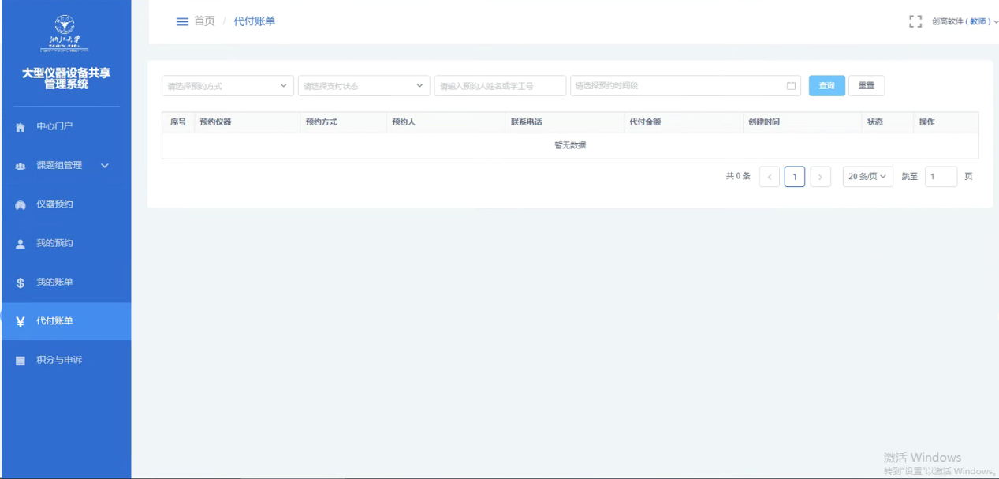 首页 / 代付账单
创高软件 ( 教师 )
浙江大学
大型仪器设备共享
管理系统
中心门户
课题组管理
仪器预约
我的预约
我的账单
代付账单
积分与申诉
请选择预约方式 请选择支付状态 请输入预约人姓名或学工号 请选择预约时间段 查询 重置
序号 预约仪器 预约方式 预约人 联系电话 代付金额 创建时间 状态 操作
暂无数据
共 0 条 1 20 条/页 跳至 1 页
激活 Windows
转到"设置"以激活 Windows。